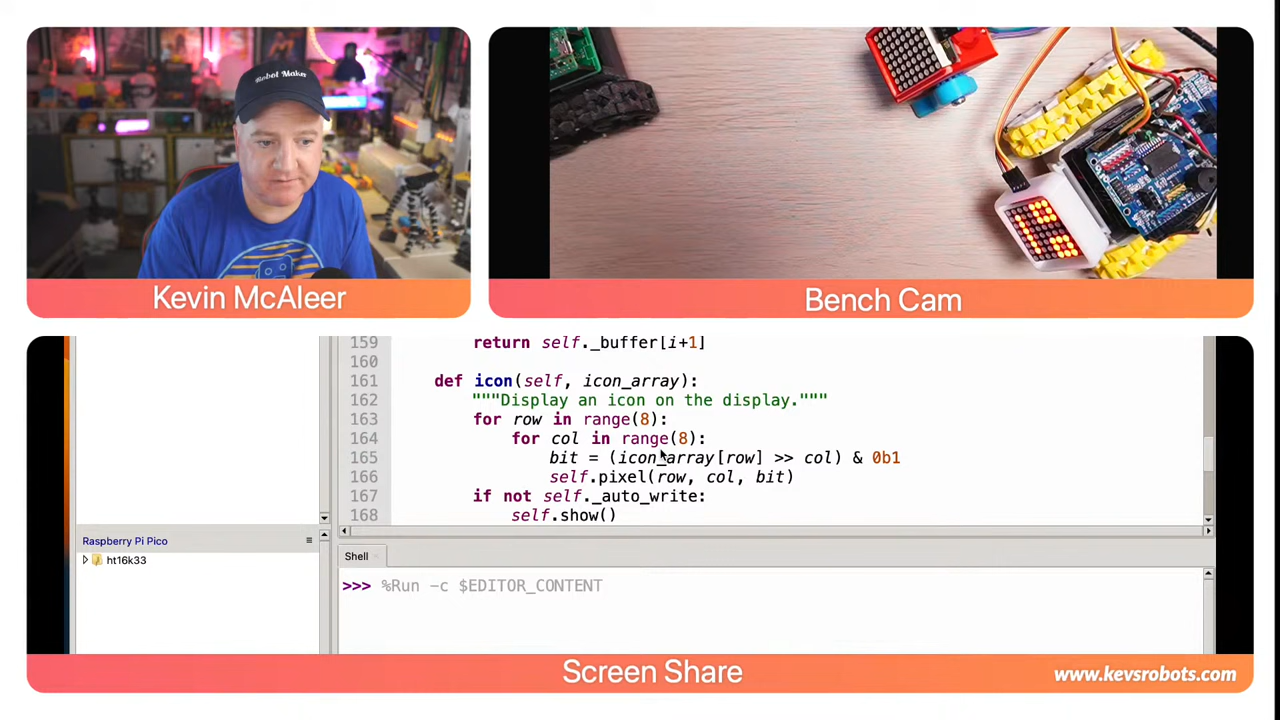 Robot Maker
Kevin McAleer
Bench Cam
159 return self._buffer[i+1]
160
161 def icon(self, icon_array):
162 """Display an icon on the display."""
163 for row in range(8):
164 for col in range(8):
165 bit = (icon_array[row] >> col) & 0b1
166 self.pixel(row, col, bit)
167 if not self._auto_write:
168 self.show()
Raspberry Pi Pico
ht16k33
Shell
>>> %Run -c $EDITOR_CONTENT
Screen Share
www.kevsrobots.com